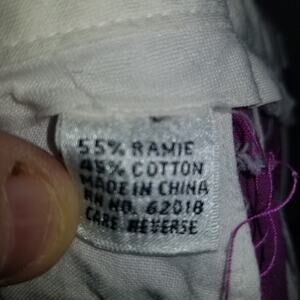 55% RAMIE
45% COTTON
MADE IN CHINA
RN NO. 62018
CARE REVERSE